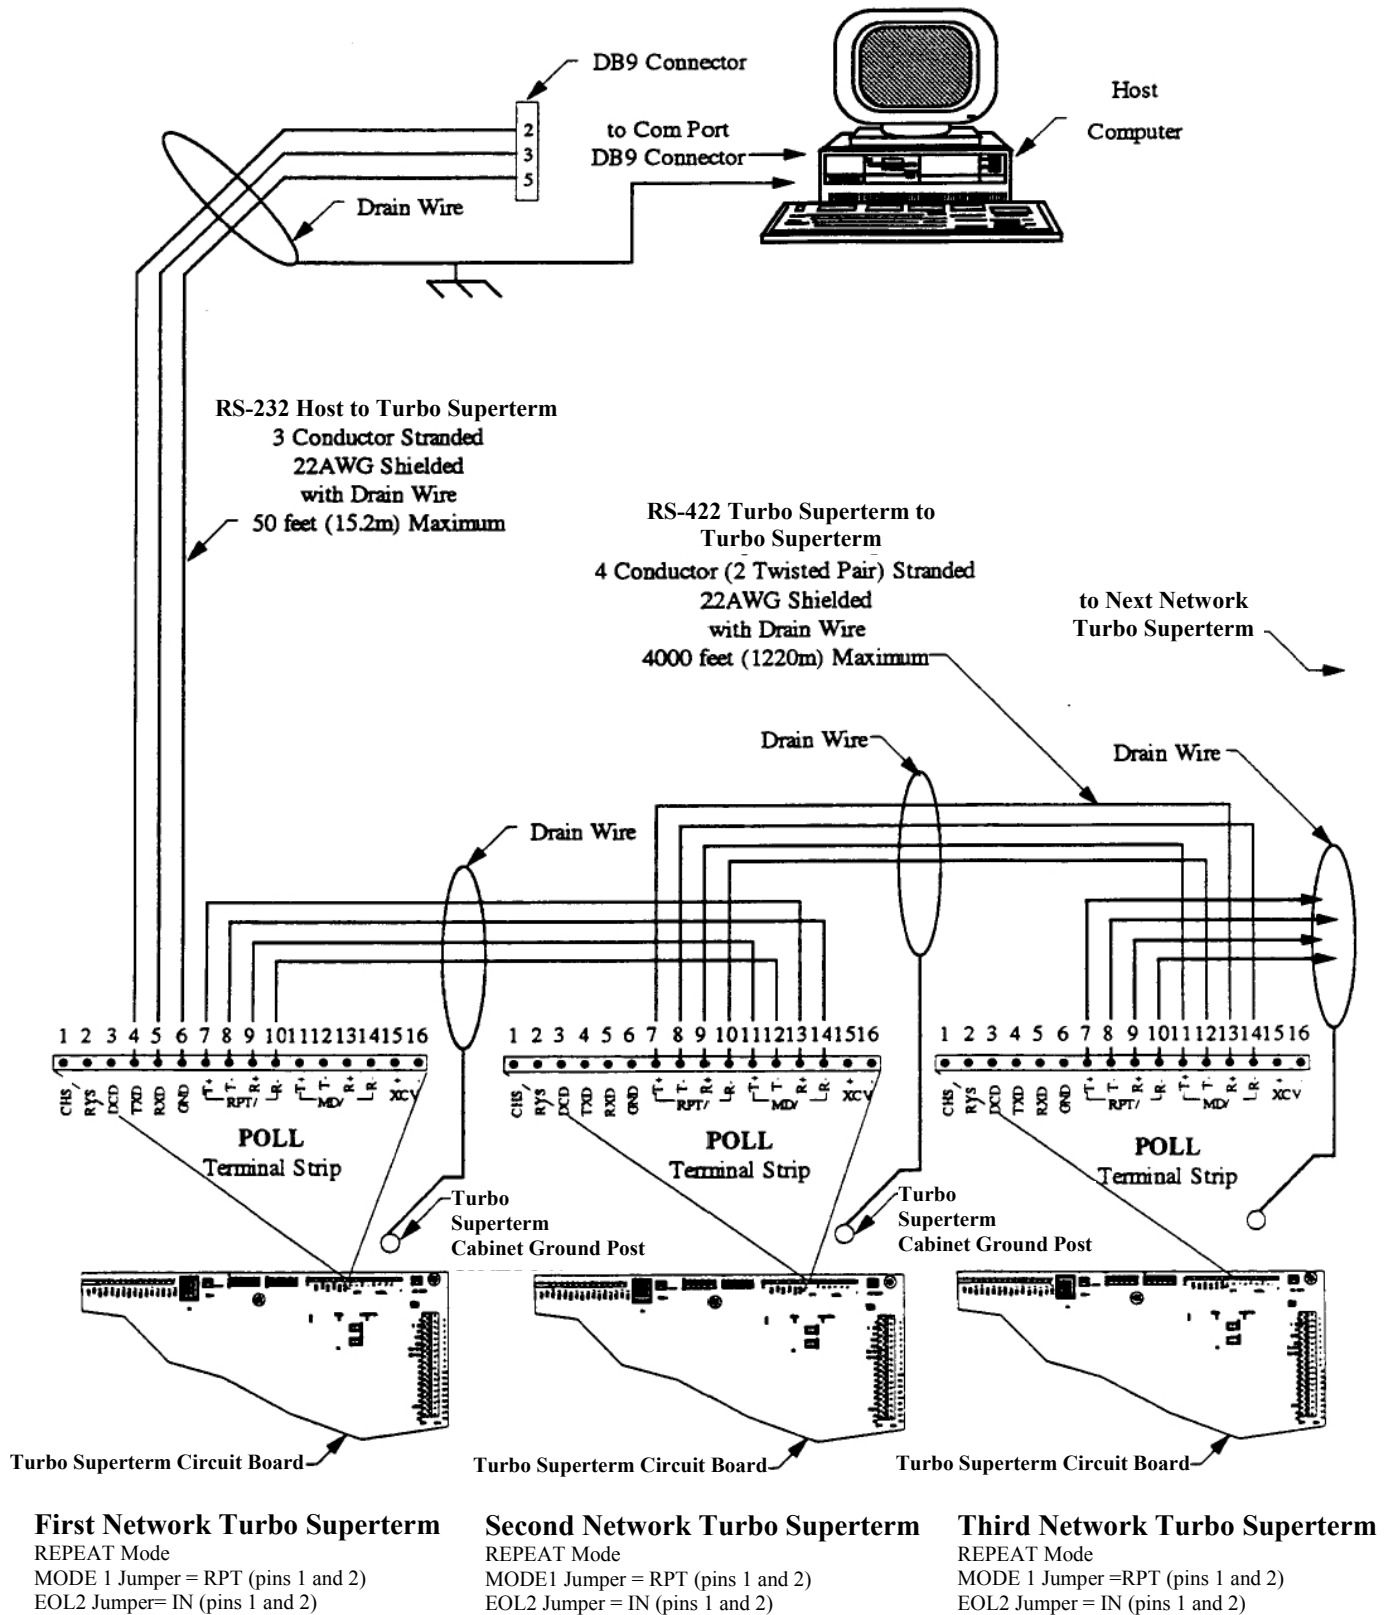 DB9 Connector
Host
Computer
2
3
5
to Com Port
DB9 Connector
Drain Wire
RS-232 Host to Turbo Superterm
3 Conductor Stranded
22AWG Shielded
with Drain Wire
50 feet (15.2m) Maximum
RS-422 Turbo Superterm to
Turbo Superterm
4 Conductor (2 Twisted Pair) Stranded
22AWG Shielded
with Drain Wire
4000 feet (1220m) Maximum
to Next Network
Turbo Superterm
Drain Wire
Drain Wire
Drain Wire
1 2 3 4 5 6 7 8 9 10 11 12 13 14 15 16
CHS/ RYS/ DCD TXD RXD GND T+ T- R+ R- T+ T- R+ R- + -
RPT/ MD/ XCV
POLL
Terminal Strip
1 2 3 4 5 6 7 8 9 10 11 12 13 14 15 16
CHS/ RYS/ DCD TXD RXD GND T+ T- R+ R- T+ T- R+ R- + -
RPT/ MD/ XCV
POLL
Terminal Strip
1 2 3 4 5 6 7 8 9 10 11 12 13 14 15 16
CHS/ RYS/ DCD TXD RXD GND T+ T- R+ R- T+ T- R+ R- + -
RPT/ MD/ XCV
POLL
Terminal Strip
Turbo
Superterm
Cabinet Ground Post
Turbo
Superterm
Cabinet Ground Post
Turbo Superterm Circuit Board
Turbo Superterm Circuit Board
Turbo Superterm Circuit Board
First Network Turbo Superterm
REPEAT Mode
MODE 1 Jumper = RPT (pins 1 and 2)
EOL2 Jumper= IN (pins 1 and 2)
Second Network Turbo Superterm
REPEAT Mode
MODE1 Jumper = RPT (pins 1 and 2)
EOL2 Jumper = IN (pins 1 and 2)
Third Network Turbo Superterm
REPEAT Mode
MODE 1 Jumper =RPT (pins 1 and 2)
EOL2 Jumper = IN (pins 1 and 2)